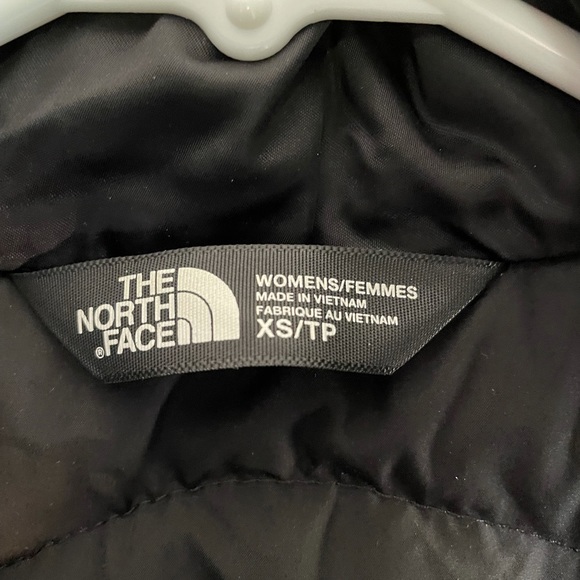 THE
NORTH
FACE®
WOMENS/FEMMES
MADE IN VIETNAM
FABRIQUE AU VIETNAM
XS/TP